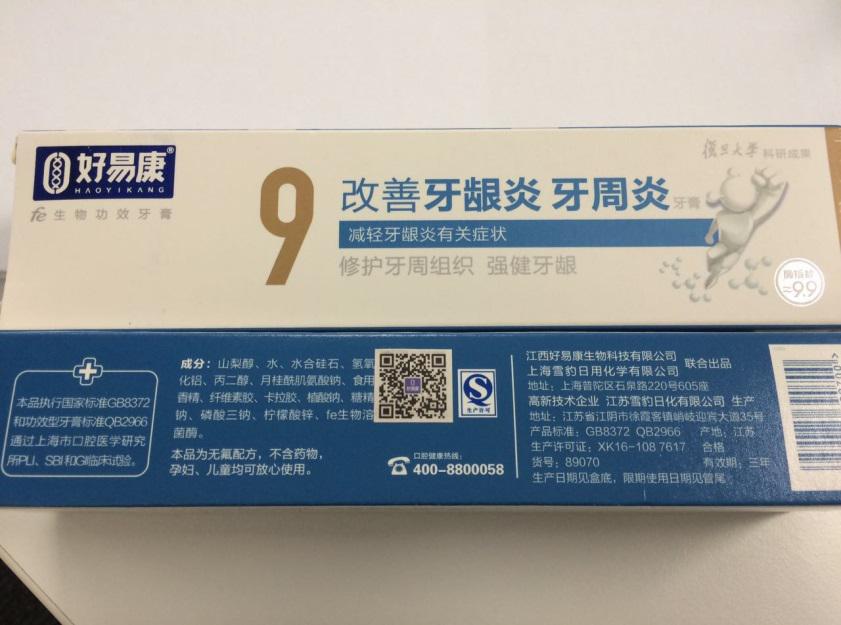 好易康®
HAOYIKANG
fe 生物功效牙膏
9
改善牙龈炎 牙周炎 牙膏
减轻牙龈炎有关症状
修护牙周组织 强健牙龈
復旦大学 科研成果
≈9.9
本品执行国家标准GB8372
和功效型牙膏标准QB2966
通过上海市口腔医学研究
所PLI、SBI和GI临床试验。
成分：山梨醇、水、水合硅石、氢氧
化铝、丙二醇、月桂酰肌氨酸钠、食用
香精、纤维素胶、卡拉胶、植酸钠、糖精
钠、磷酸三钠、柠檬酸锌、fe生物溶
菌酶。
本品为无氟配方，不含药物，
孕妇、儿童均可放心使用。
口腔健康热线：
400-8800058
生产许可
江西好易康生物科技有限公司
上海雪豹日用化学有限公司
联合出品
地址：上海普陀区石泉路220号605座
高新技术企业 江苏雪豹日化有限公司 生产
地址：江苏省江阴市徐霞客镇峭岐迎宾大道35号
产品标准：GB8372 QB2966 产地：江苏
生产许可证：XK16-108 7617 合格
货号：89070 有效期：三年
生产日期见盒底，限期使用日期见管尾